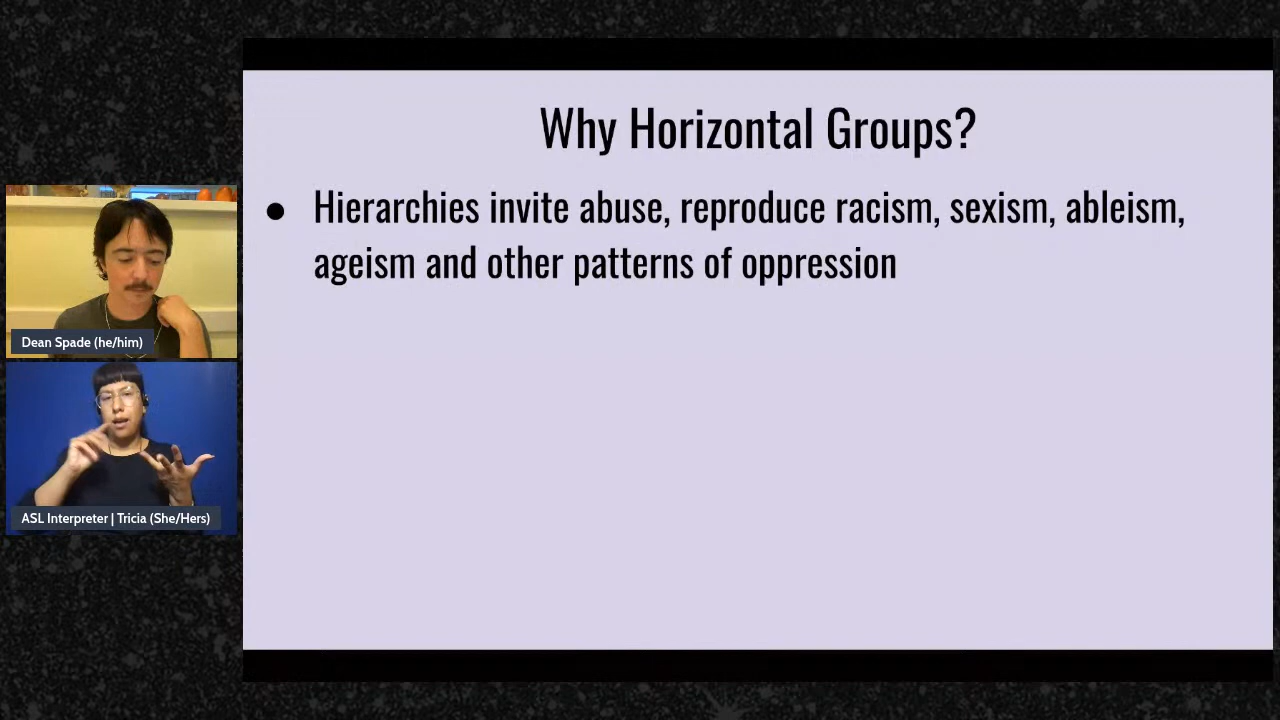 Why Horizontal Groups?
● Hierarchies invite abuse, reproduce racism, sexism, ableism,
ageism and other patterns of oppression
Dean Spade (he/him)
ASL Interpreter | Tricia (She/Hers)